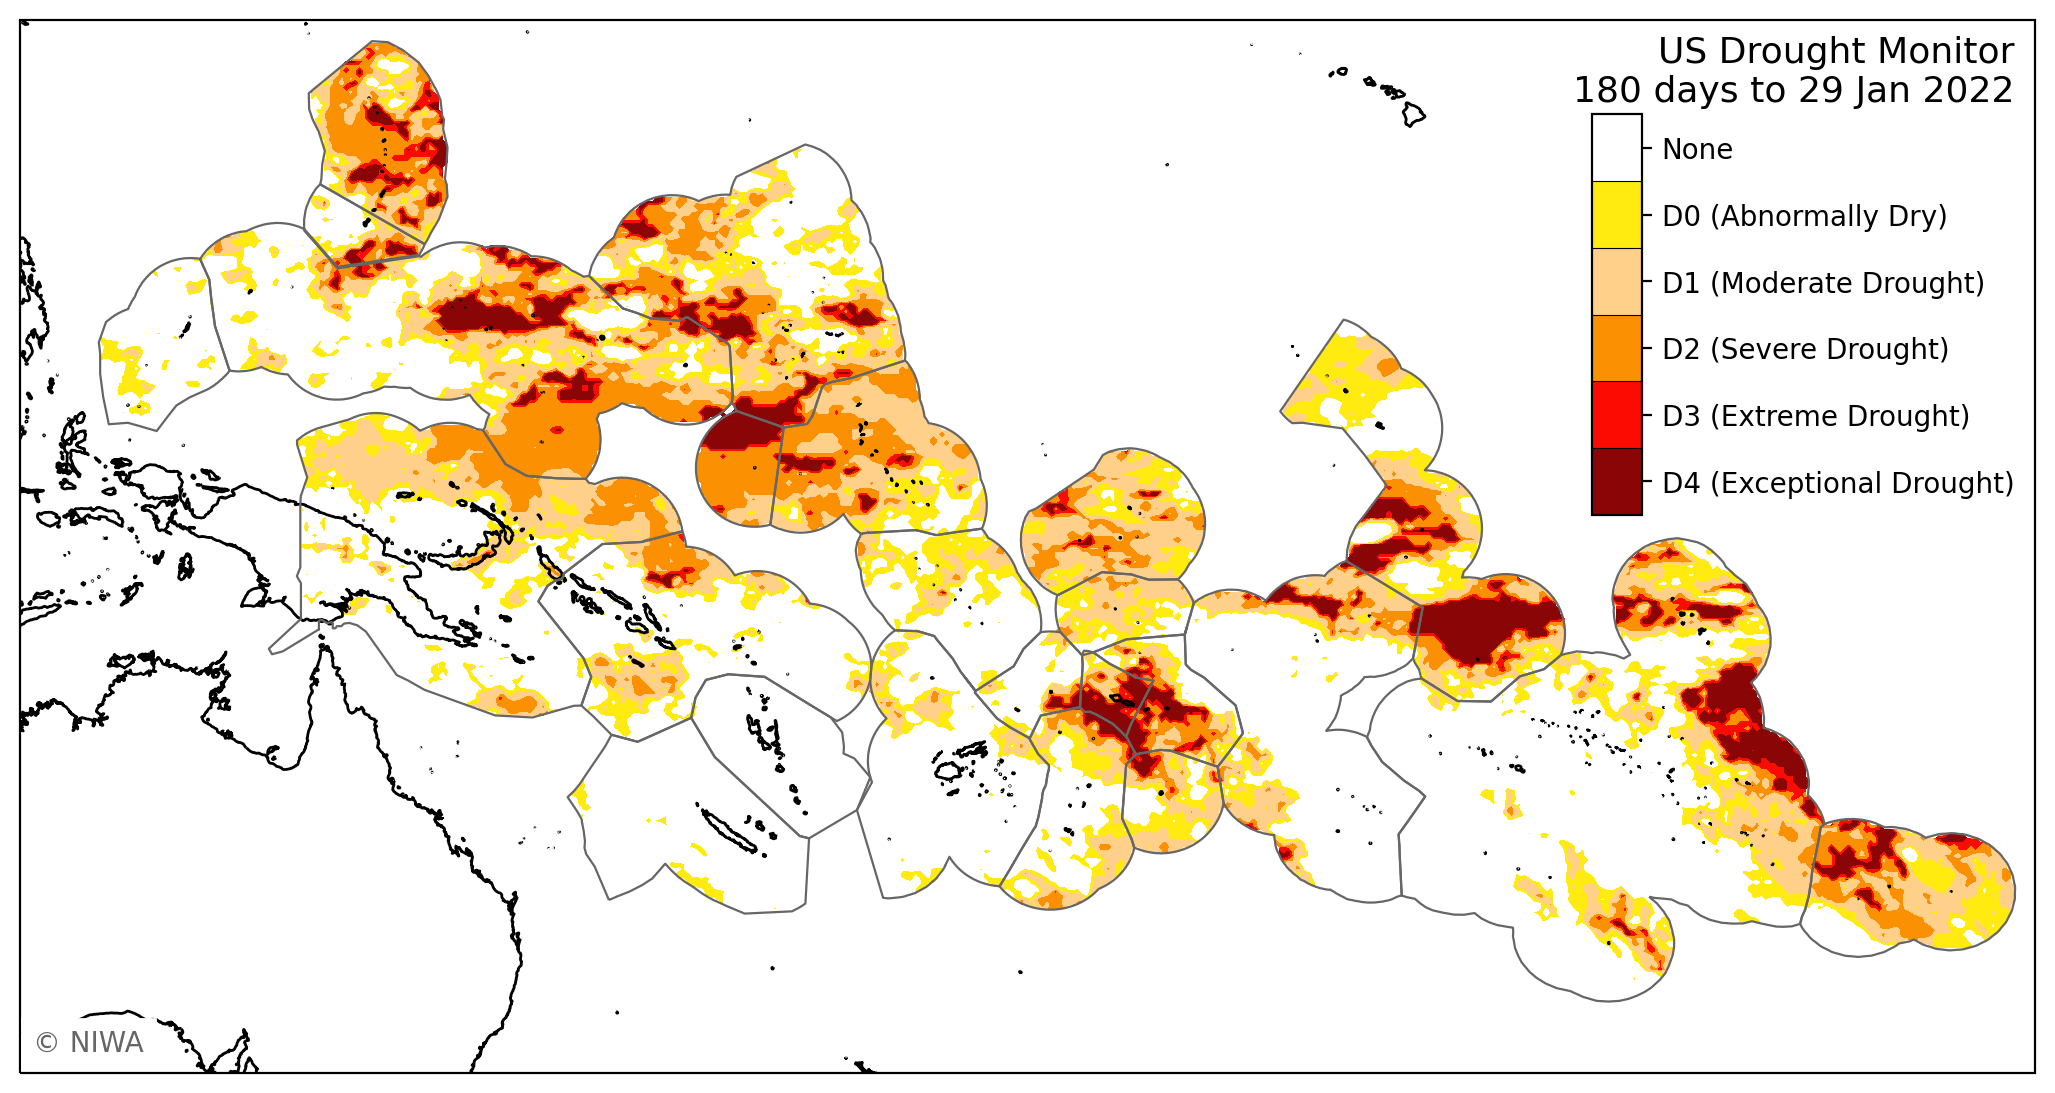 US Drought Monitor
180 days to 29 Jan 2022
None
D0 (Abnormally Dry)
D1 (Moderate Drought)
D2 (Severe Drought)
D3 (Extreme Drought)
D4 (Exceptional Drought)
© NIWA